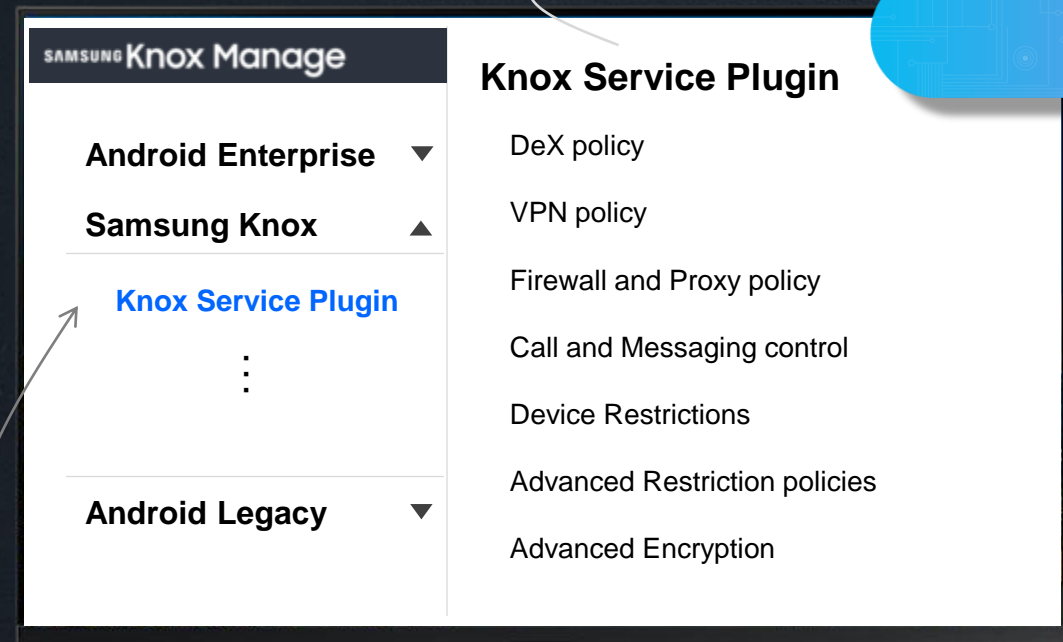 SAMSUNG Knox Manage
Android Enterprise
Samsung Knox
Knox Service Plugin
Android Legacy
Knox Service Plugin
DeX policy
VPN policy
Firewall and Proxy policy
Call and Messaging control
Device Restrictions
Advanced Restriction policies
Advanced Encryption